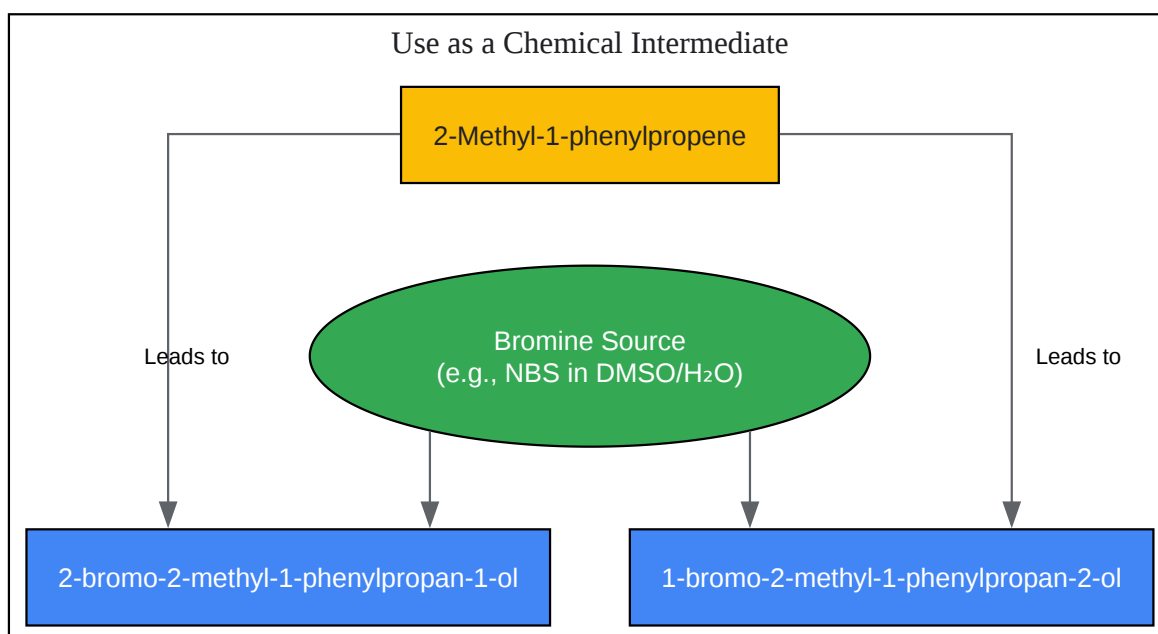 Use as a Chemical Intermediate
2-Methyl-1-phenylpropene
Bromine Source
(e.g., NBS in DMSO/H₂O)
Leads to
Leads to
2-bromo-2-methyl-1-phenylpropan-1-ol
1-bromo-2-methyl-1-phenylpropan-2-ol